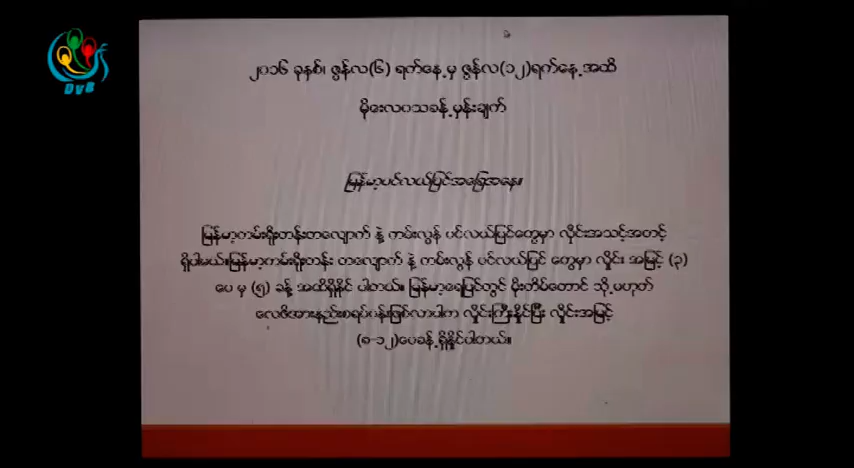 DVB
၂၀၁၆ ခုနှစ်၊ ဇွန်လ(၆) ရက်နေ့မှ ဇွန်လ(၁၂)ရက်နေ့အထိ
မိုးလေဝသခန့်မှန်းချက်
မြန်မာ့ပင်လယ်ပြင်အခြေအနေ။
မြန်မာ့ကမ်းရိုးတန်းတလျောက် နဲ့ ကမ်းလွန် ပင်လယ်ပြင်တွေမှာ လှိုင်းအသင့်အတင့်
ရှိပါမယ်။မြန်မာ့ကမ်းရိုးတန်း တလျောက် နဲ့ ကမ်းလွန် ပင်လယ်ပြင် တွေမှာ လှိုင်း အမြင့် (၃)
ပေ မှ (၅) ခန့် အထိရှိနိုင် ပါတယ်။ မြန်မာ့ရေပြင်တွင် မိုးတိမ်တောင် သို့မဟုတ်
လေဖိအားနည်းစရပ်ဝန်းဖြစ်လာပါက လှိုင်းကြီးနိုင်ပြီး လှိုင်းအမြင့်
(၈-၁၂)ပေခန့်ရှိနိုင်ပါတယ်။